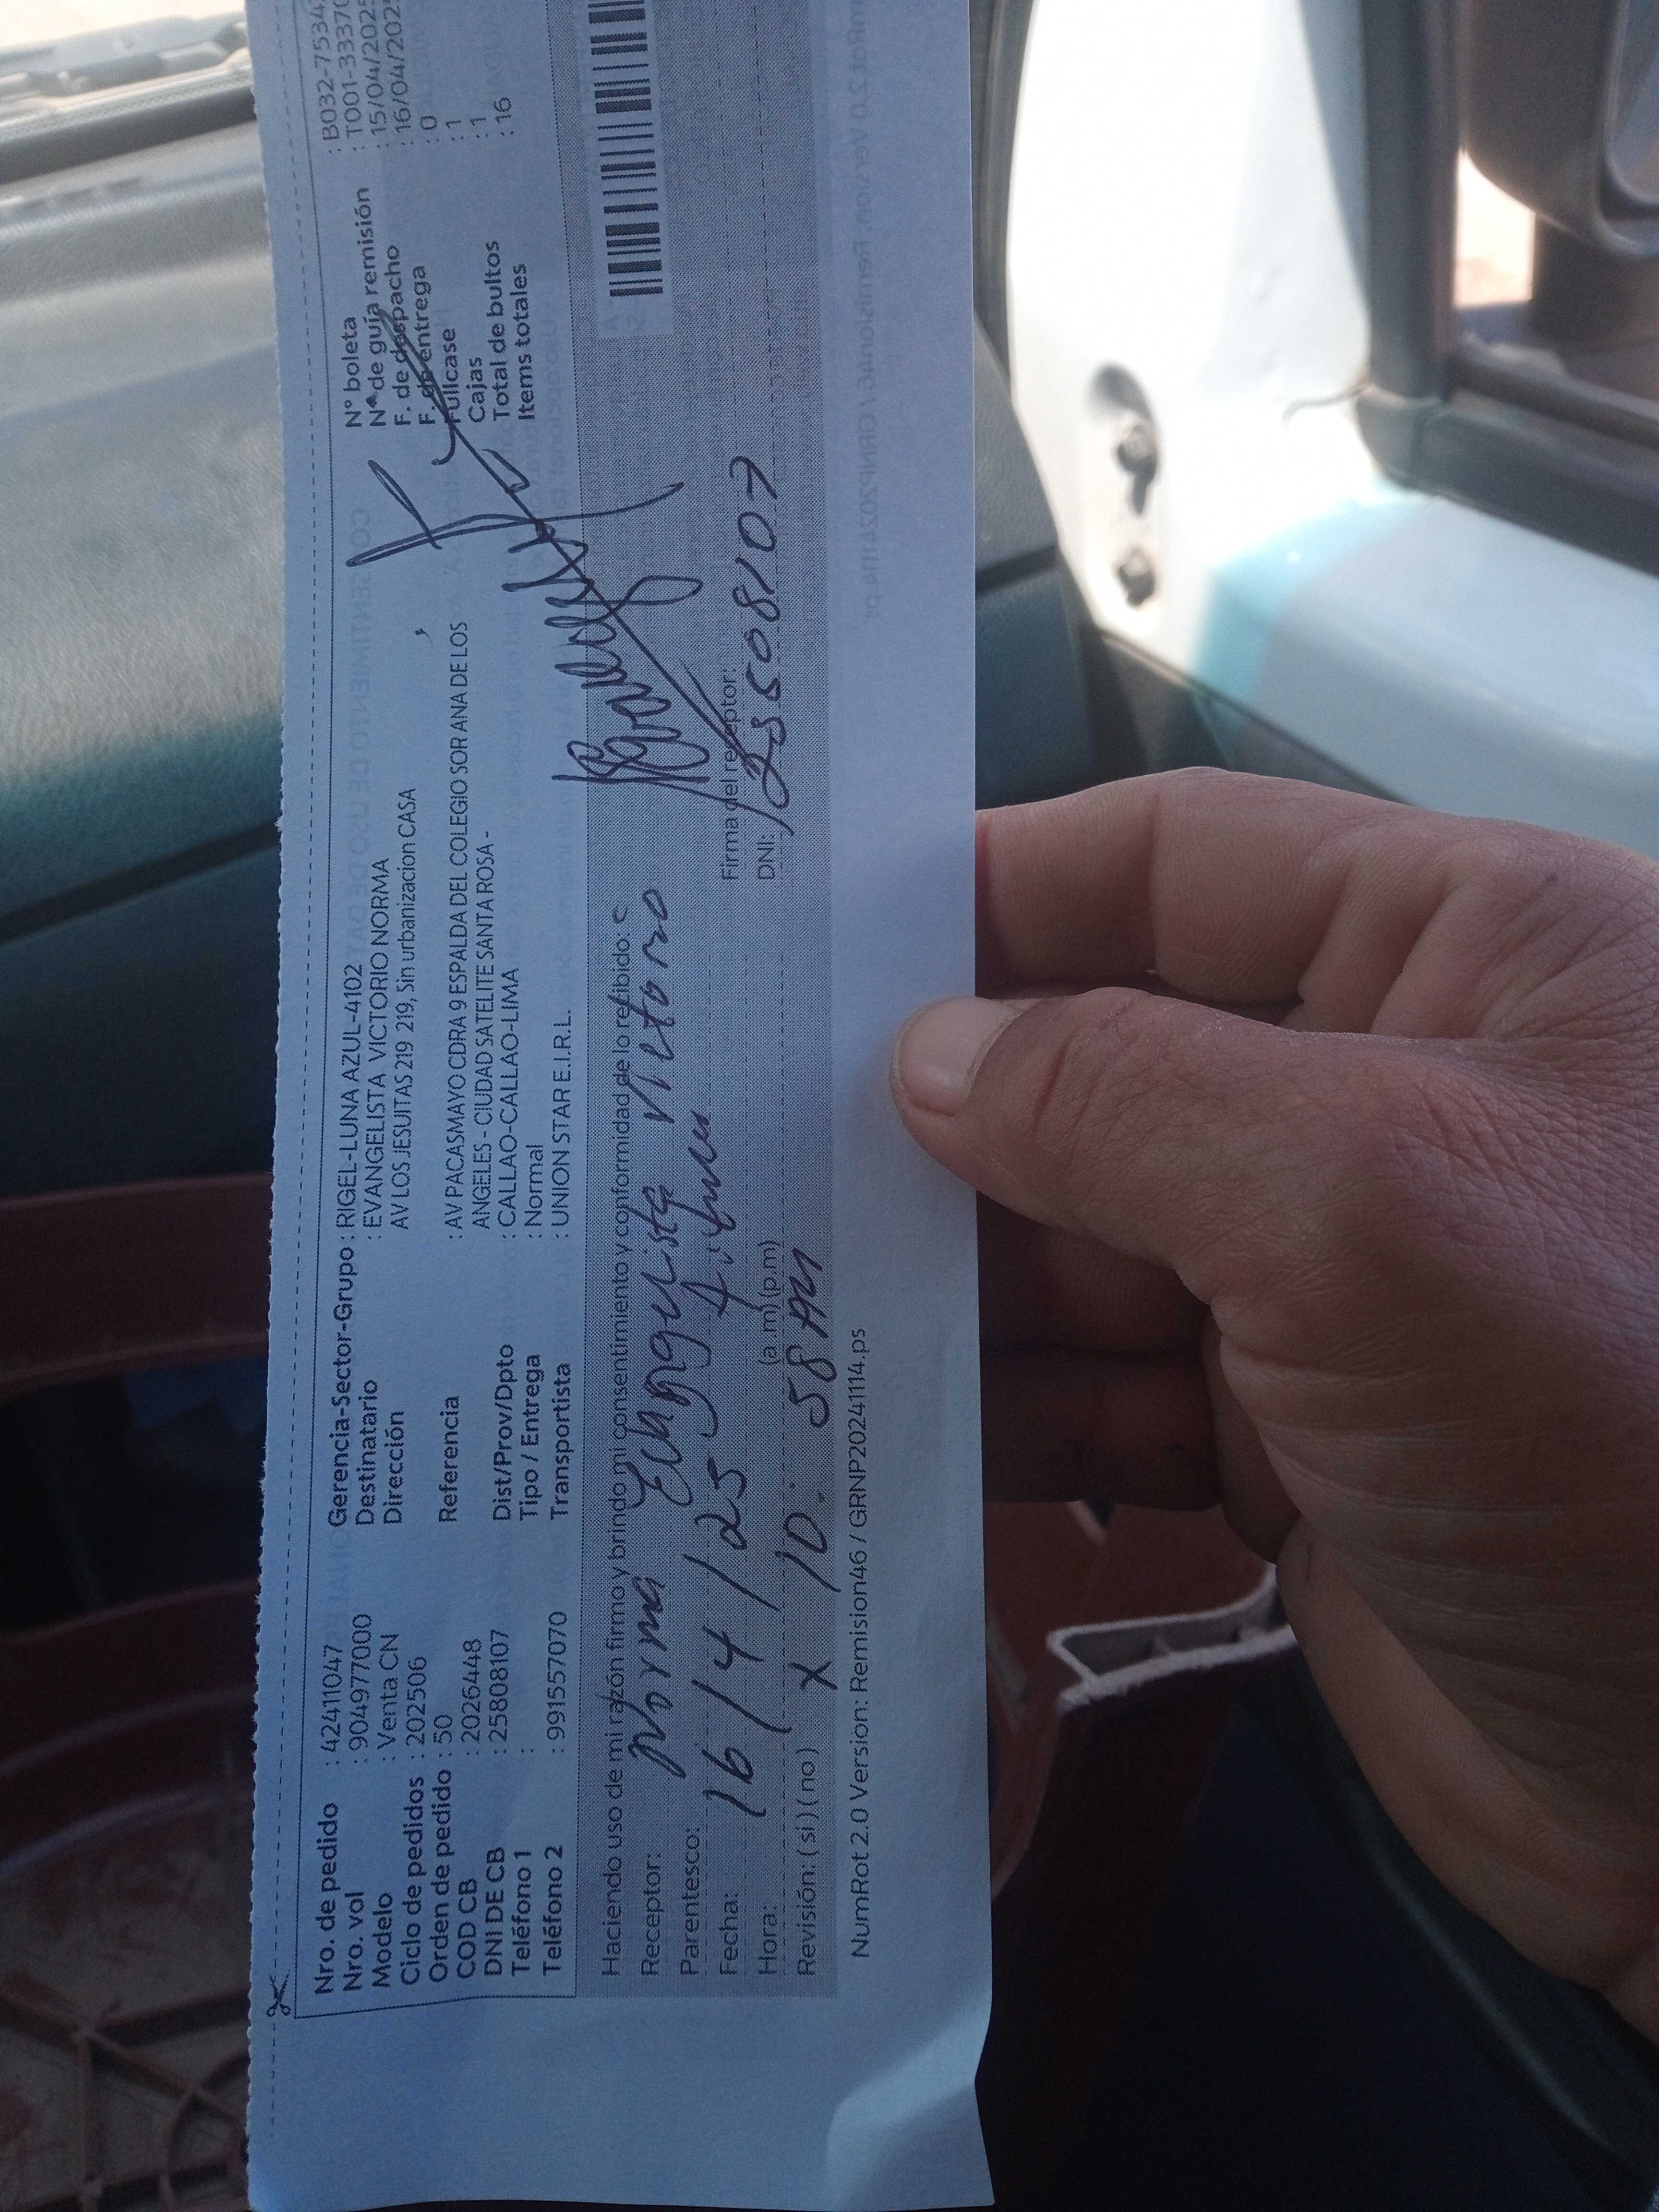 Nro. de pedido : 42411047
Nro. vol : 904977000
Modelo : Venta CN
Ciclo de pedidos : 202506
Orden de pedido : 50
COD CB : 2026448
DNI DE CB : 25808107
Teléfono 1 :
Teléfono 2 : 991557070
Gerencia-Sector-Grupo : RIGEL-LUNA AZUL-4102
Destinatario : EVANGELISTA VICTORIO NORMA
Dirección AV LOS JESUITAS 219 219, Sin urbanizacion CASA
Referencia : AV PACASMAYO CDRA 9 ESPALDA DEL COLEGIO SOR ANA DE LOS
ANGELES - CIUDAD SATELITE SANTA ROSA -
Dist/Prov/Dpto : CALLAO-CALLAO-LIMA
Tipo / Entrega : Normal
Transportista : UNION STAR E.I.R.L.
N° boleta : B032-7534
N° de guía remisión : T001-33370
F. de despacho : 15/04/2025
F. de entrega : 16/04/2025
Fullcase : 0
Cajas : 1
Total de bultos : 1
Items totales : 16
Haciendo uso de mi razón firmo y brindo mi consentimiento y conformidad de lo recibido:
Receptor: Norma Evangelista
Parentesco:
Fecha: 16/4/25
Hora: (a.m) (p.m)
Revisión: (si) (no) X 10:58 AM
Firma del receptor:
DNI: 25508107
NumRot 2.0 Version: Remision46 / GRNP20241114.ps